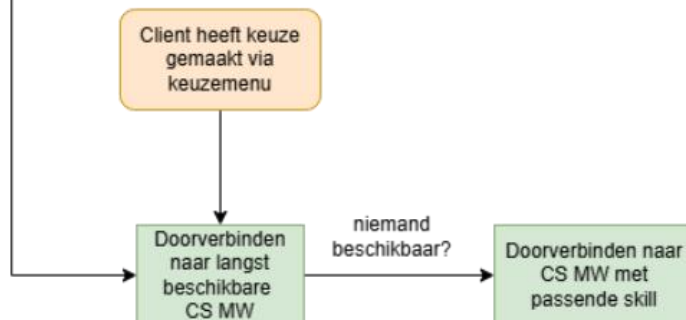 Client heeft keuze
gemaakt via
keuzemenu
Doorverbinden
naar langst
beschikbare
CS MW
niemand
beschikbaar?
Doorverbinden naar
CS MW met
passende skill